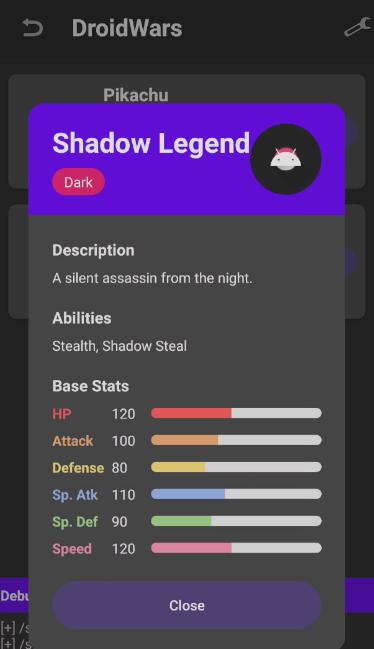 DroidWars
Pikachu
Shadow Legend
Dark
Description
A silent assassin from the night.
Abilities
Stealth, Shadow Steal
Base Stats
HP 120
Attack 100
Defense 80
Sp. Atk 110
Sp. Def 90
Speed 120
Close
Debu
[+] /s
[+] /s